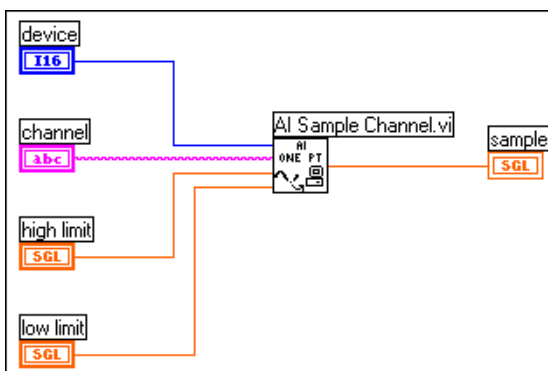 device
I16
channel
abc
AI Sample Channel.vi
AI
ONE PT
sample
SGL
high limit
SGL
low limit
SGL